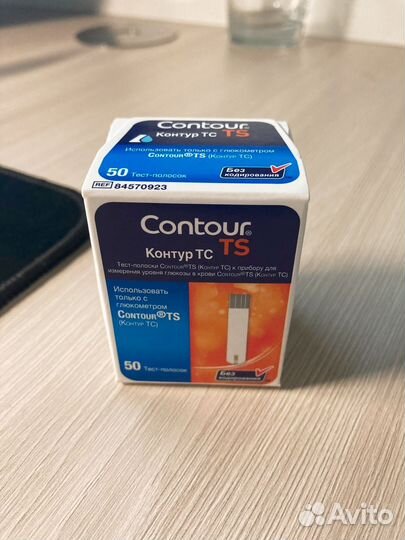 Contour®
TS
Контур ТС
Использовать только с глюкометром
CONTOUR®TS (КОНТУР ТС)
50 Тест-полосок
Без
кодирования
REF 84570923
Contour®
TS
Контур ТС
Тест-полоски CONTOUR®TS (КОНТУР ТС) к прибору для
измерения уровня глюкозы в крови CONTOUR®TS (КОНТУР ТС)
Использовать
только с
глюкометром
CONTOUR®TS
(КОНТУР ТС)
50 Тест-полосок
Без
кодирования
Avito